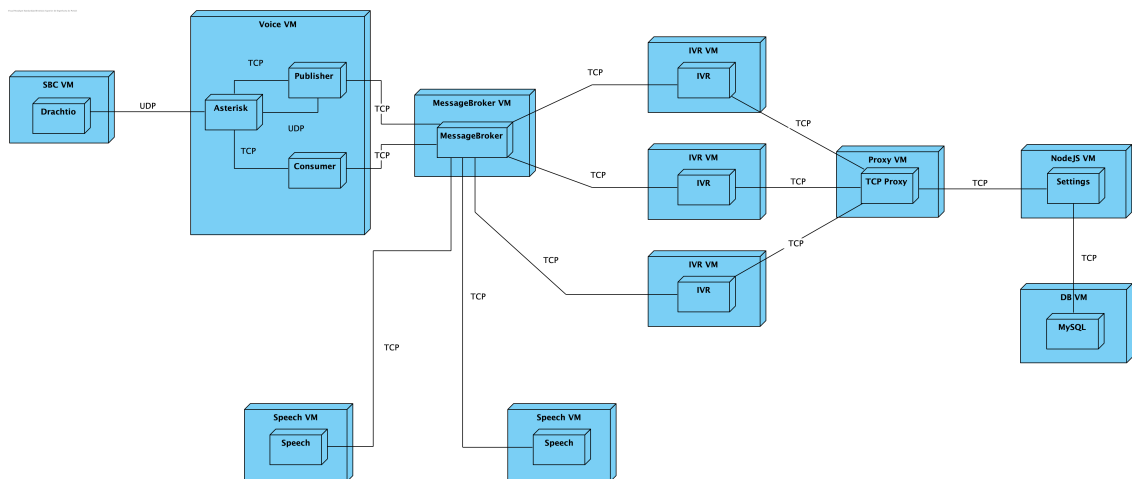 Voice VM
SBC VM
Drachtio
UDP
Asterisk
TCP
Publisher
UDP
TCP
Consumer
TCP
TCP
MessageBroker VM
MessageBroker
TCP
IVR VM
IVR
TCP
TCP
IVR VM
IVR
TCP
TCP
IVR VM
IVR
TCP
Proxy VM
TCP Proxy
TCP
NodeJS VM
Settings
TCP
DB VM
MySQL
TCP
TCP
Speech VM
Speech
Speech VM
Speech